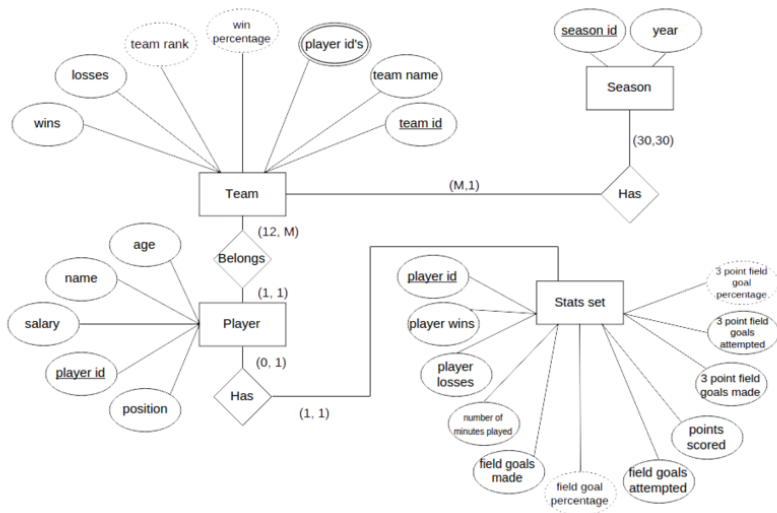 team rank
win
percentage
player id's
season id
year
losses
team name
Season
wins
team id
(30,30)
Team
(M,1)
Has
(12, M)
age
Belongs
name
player id
3 point field
goal
percentage.
(1, 1)
Stats set
salary
Player
player wins
3 point field
goals
attempted
(0, 1)
player
losses
player id
3 point field
goals made
Has
position
(1, 1)
number of
minutes played
points
scored
field goals
made
field goal
percentage
field goals
attempted